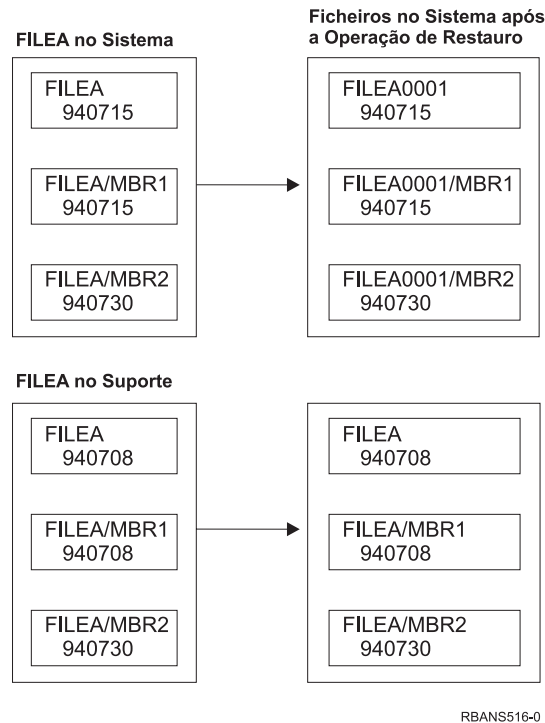 FILEA no Sistema
Ficheiros no Sistema após
a Operação de Restauro
FILEA
940715
FILEA/MBR1
940715
FILEA/MBR2
940730
FILEA0001
940715
FILEA0001/MBR1
940715
FILEA0001/MBR2
940730
FILEA no Suporte
FILEA
940708
FILEA/MBR1
940708
FILEA/MBR2
940730
FILEA
940708
FILEA/MBR1
940708
FILEA/MBR2
940730
RBANS516-0